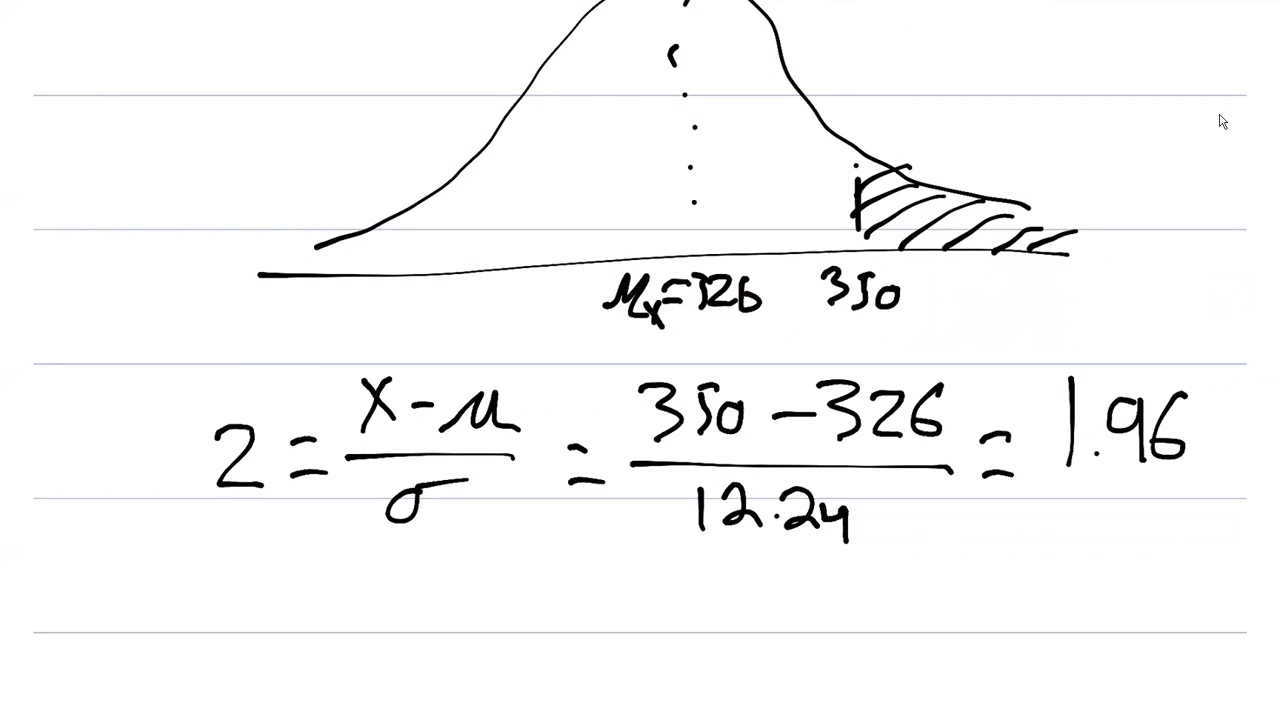 μₓ=326 350
z = x-μ/σ = 350-326/12.24 = 1.96